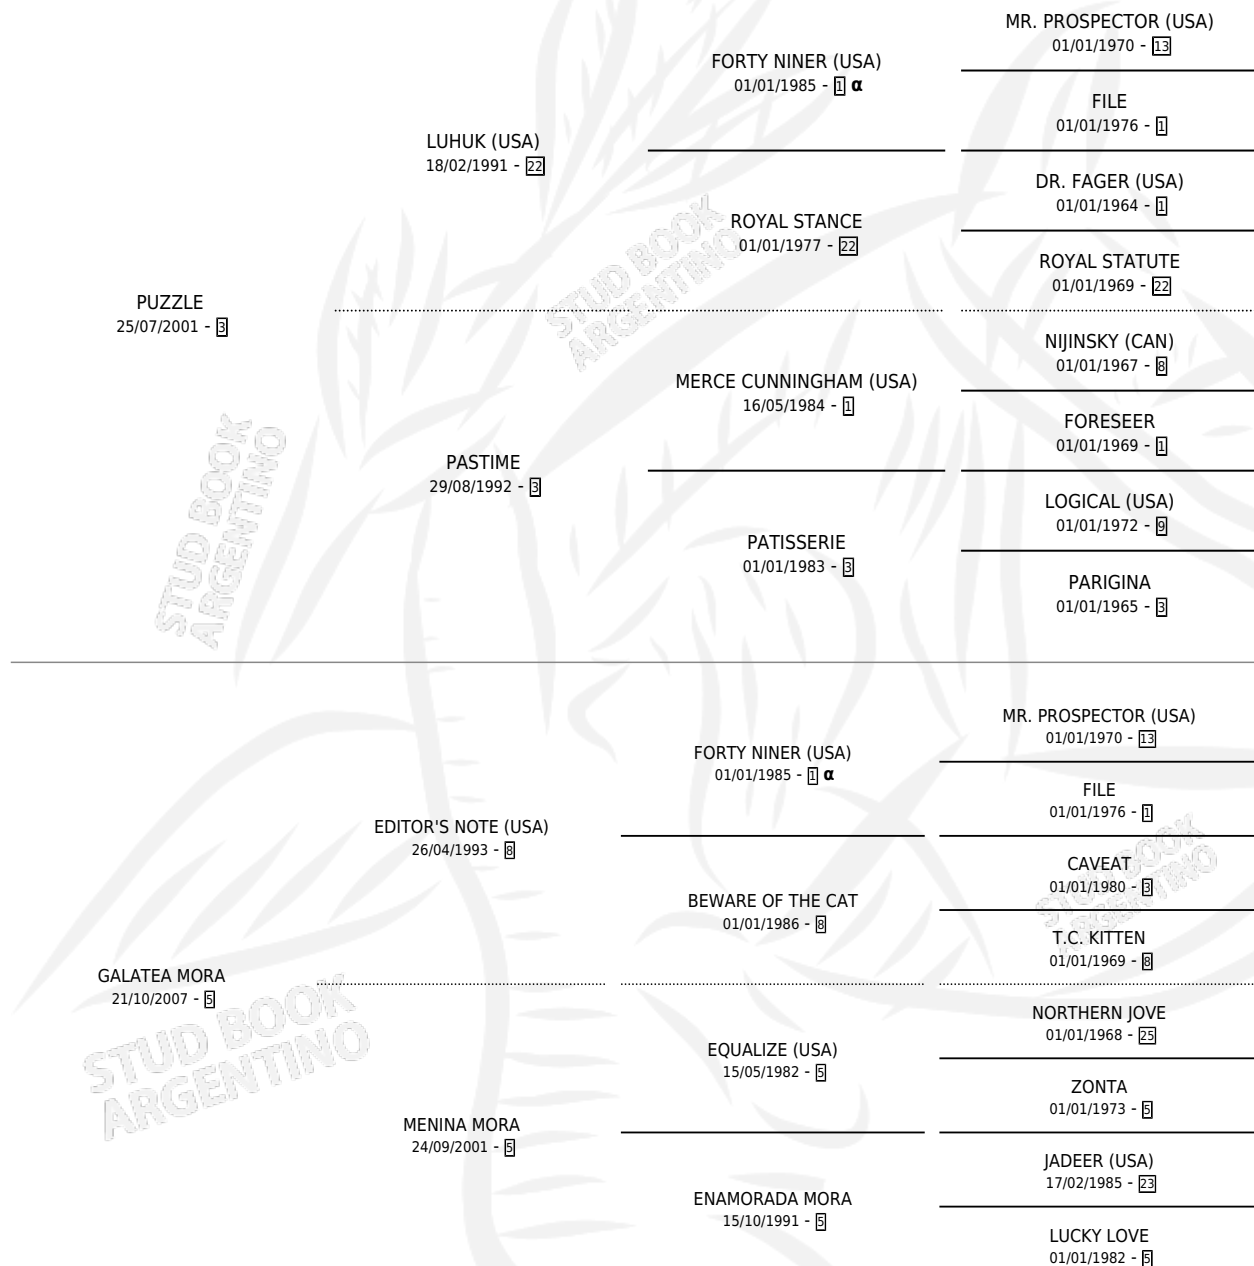 MR. PROSPECTOR (USA)
01/01/1970 - 13
FORTY NINER (USA)
01/01/1985 - 1 α
FILE
01/01/1976 - 1
LUHUK (USA)
18/02/1991 - 22
DR. FAGER (USA)
01/01/1964 - 1
ROYAL STANCE
01/01/1977 - 22
ROYAL STATUTE
01/01/1969 - 22
PUZZLE
25/07/2001 - 3
NIJINSKY (CAN)
01/01/1967 - 8
MERCE CUNNINGHAM (USA)
16/05/1984 - 1
FORESEER
01/01/1969 - 1
PASTIME
29/08/1992 - 3
LOGICAL (USA)
01/01/1972 - 9
PATISSERIE
01/01/1983 - 3
PARIGINA
01/01/1965 - 3
MR. PROSPECTOR (USA)
01/01/1970 - 13
FORTY NINER (USA)
01/01/1985 - 1 α
FILE
01/01/1976 - 1
EDITOR'S NOTE (USA)
26/04/1993 - 8
CAVEAT
01/01/1980 - 3
BEWARE OF THE CAT
01/01/1986 - 8
T.C. KITTEN
01/01/1969 - 8
GALATEA MORA
21/10/2007 - 5
NORTHERN JOVE
01/01/1968 - 25
EQUALIZE (USA)
15/05/1982 - 5
ZONTA
01/01/1973 - 5
MENINA MORA
24/09/2001 - 5
JADEER (USA)
17/02/1985 - 23
ENAMORADA MORA
15/10/1991 - 5
LUCKY LOVE
01/01/1982 - 5
STUD BOOK
ARGENTINO
STUD BOOK
ARGENTINO
STUD BOOK
ARGENTINO
STUD BOOK
ARGENTINO